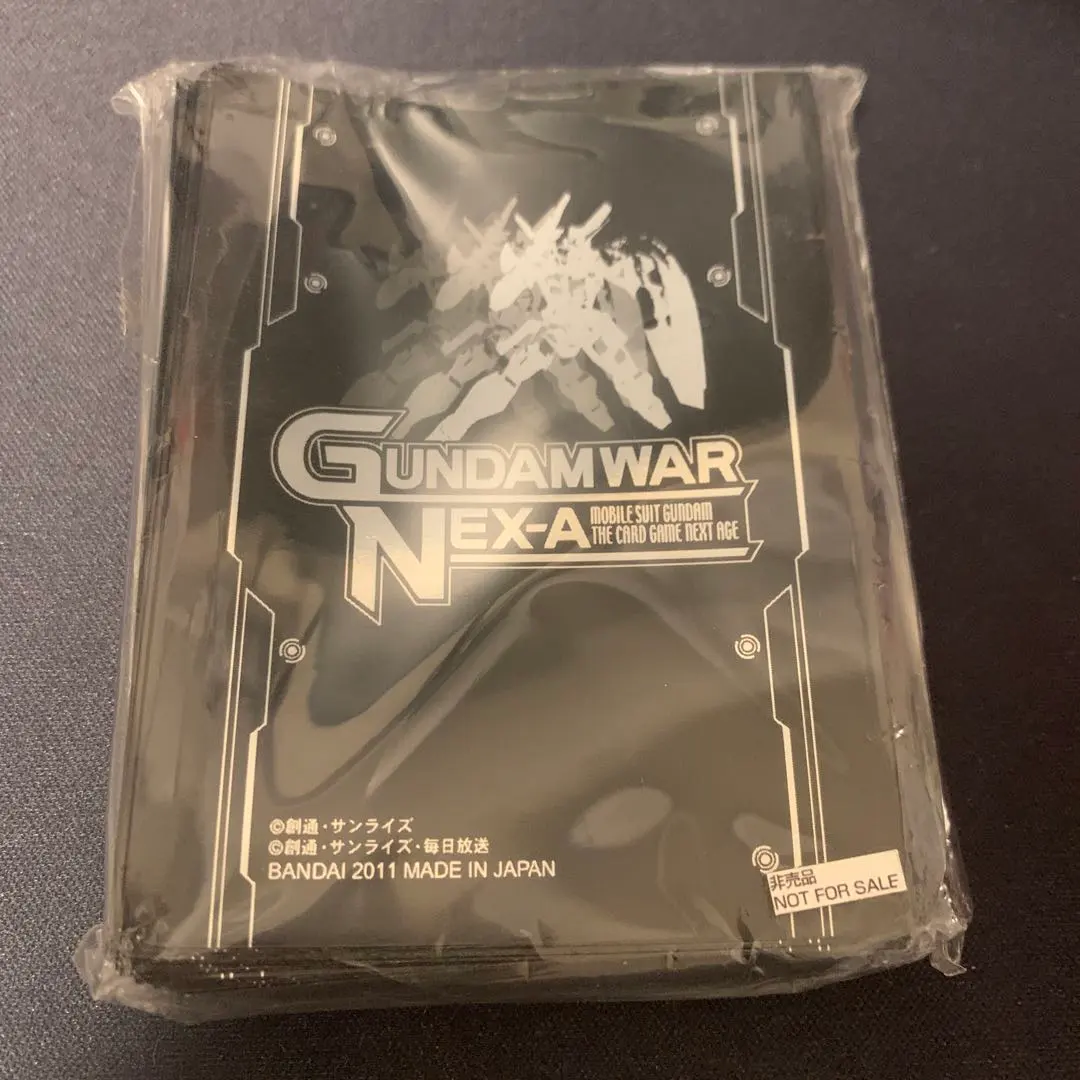 GUNDAM WAR
NEX-A
MOBILE SUIT GUNDAM
THE CARD GAME NEXT AGE
©創通・サンライズ
©創通・サンライズ・毎日放送
BANDAI 2011 MADE IN JAPAN
非売品
NOT FOR SALE